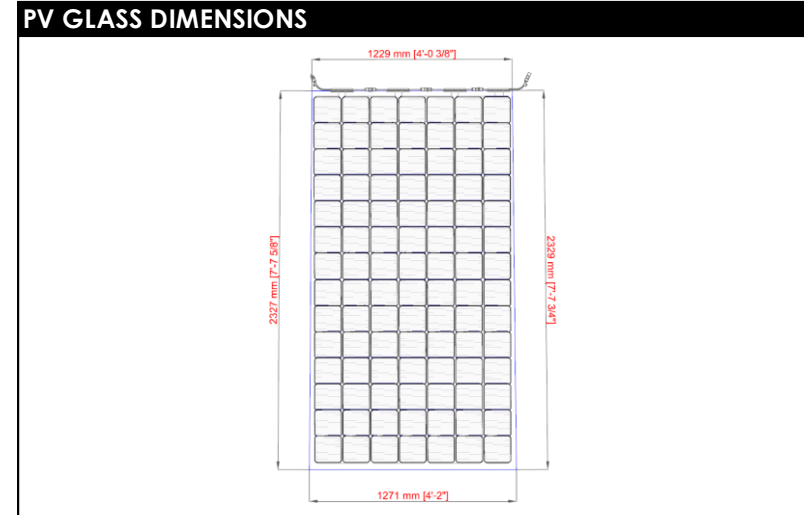 PV GLASS DIMENSIONS
1229 mm [4'-0 3/8"]
2327 mm [7'-7 5/8"]
2329 mm [7'-7 3/4"]
1271 mm [4'-2"]